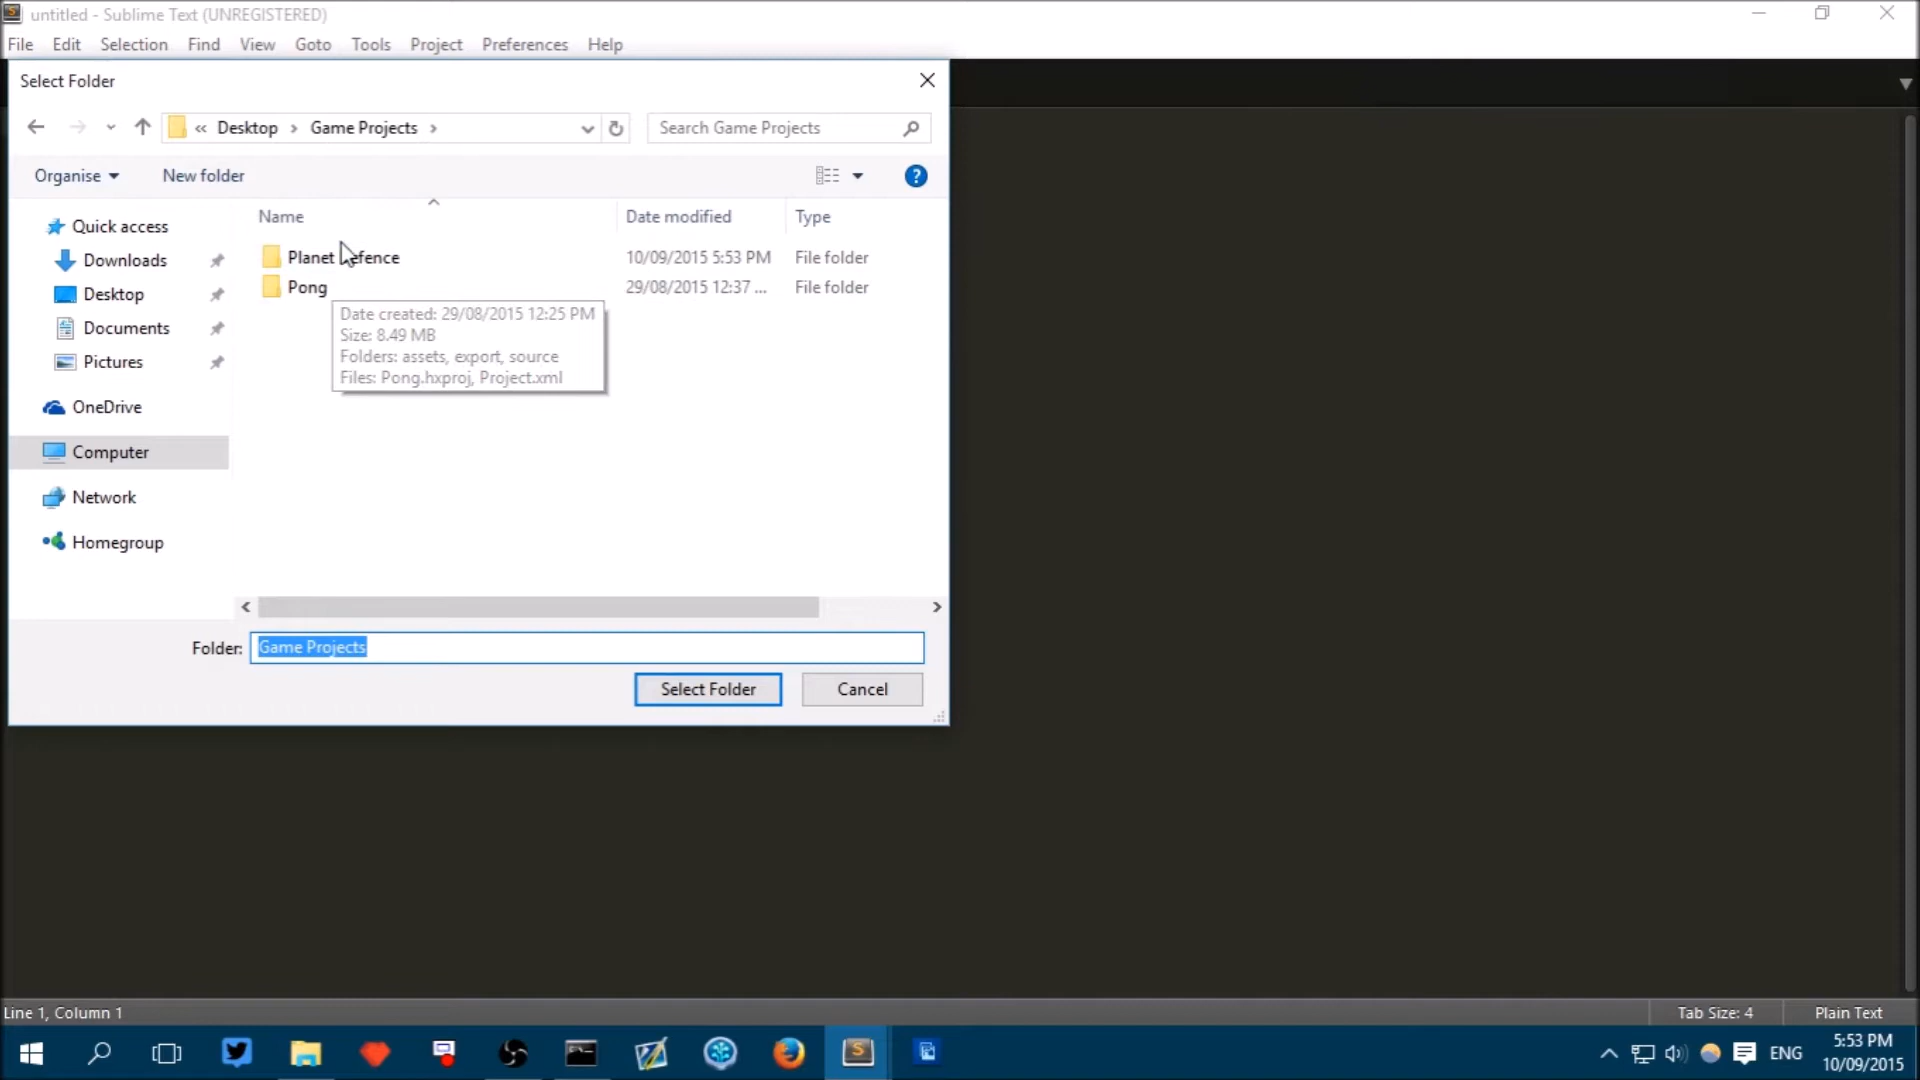 untitled - Sublime Text (UNREGISTERED)
File Edit Selection Find View Goto Tools Project Preferences Help
Select Folder
« Desktop › Game Projects ›
Search Game Projects
Organise
New folder
Name Date modified Type
Quick access
Downloads
Desktop
Documents
Pictures
OneDrive
Computer
Network
Homegroup
Planet efence 10/09/2015 5:53 PM File folder
Pong 29/08/2015 12:37 ... File folder
Date created: 29/08/2015 12:25 PM
Size: 8.49 MB
Folders: assets, export, source
Files: Pong.hxproj, Project.xml
Folder: Game Projects
Select Folder Cancel
Line 1, Column 1
Tab Size: 4
Plain Text
ENG
5:53 PM
10/09/2015